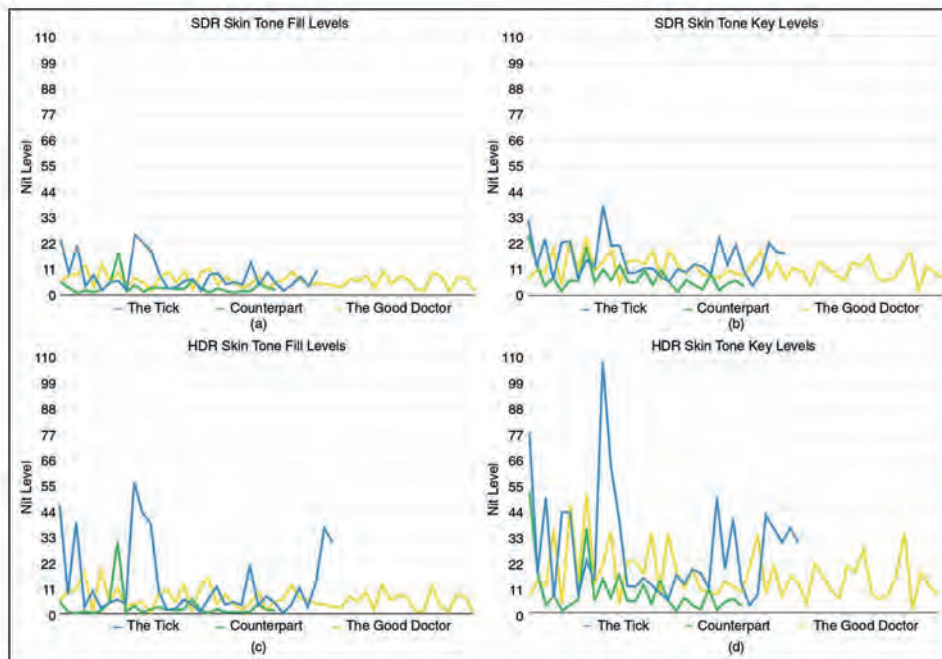 SDR Skin Tone Fill Levels
110
99
88
77
66
55
44
33
22
11
0
Nit Level
The Tick Counterpart The Good Doctor
(a)
SDR Skin Tone Key Levels
110
99
88
77
66
55
44
33
22
11
0
Nit Level
The Tick Counterpart The Good Doctor
(b)
HDR Skin Tone Fill Levels
110
99
88
77
66
55
44
33
22
11
0
Nit Level
The Tick Counterpart The Good Doctor
(c)
HDR Skin Tone Key Levels
110
99
88
77
66
55
44
33
22
11
0
Nit Level
The Tick Counterpart The Good Doctor
(d)